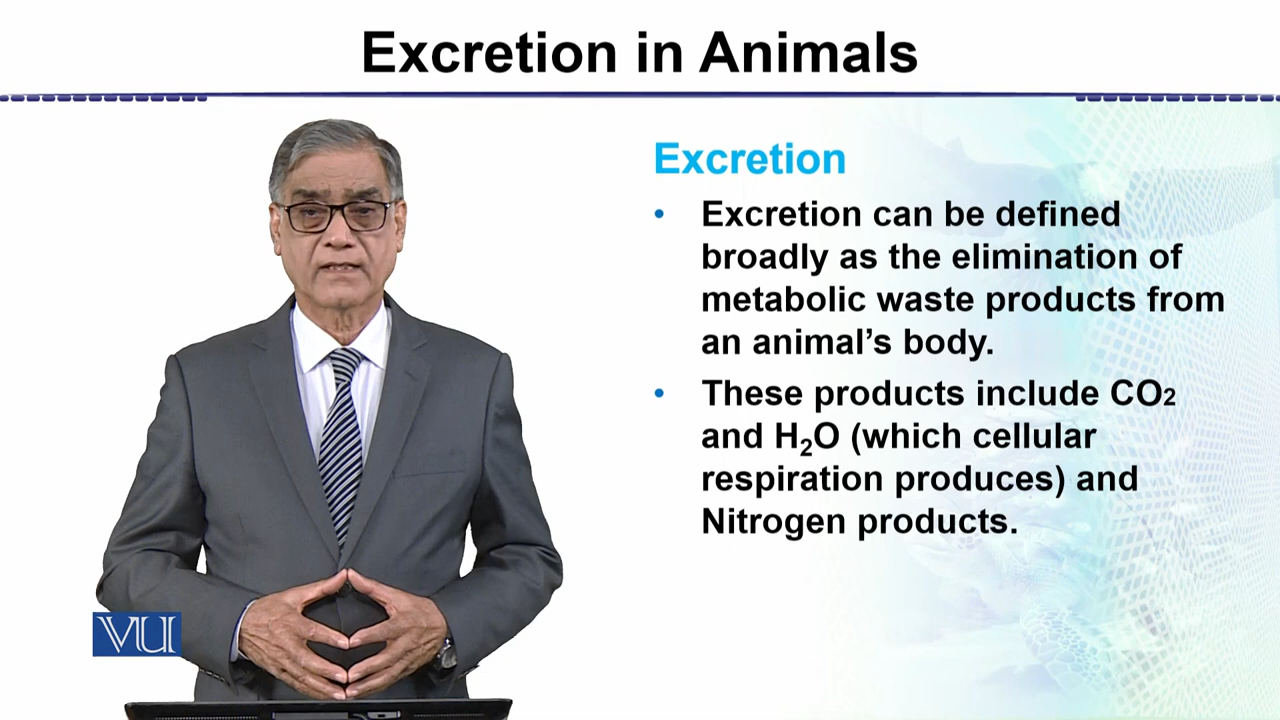 Excretion in Animals
Excretion
• Excretion can be defined
broadly as the elimination of
metabolic waste products from
an animal’s body.
• These products include CO2
and H₂O (which cellular
respiration produces) and
Nitrogen products.
VU